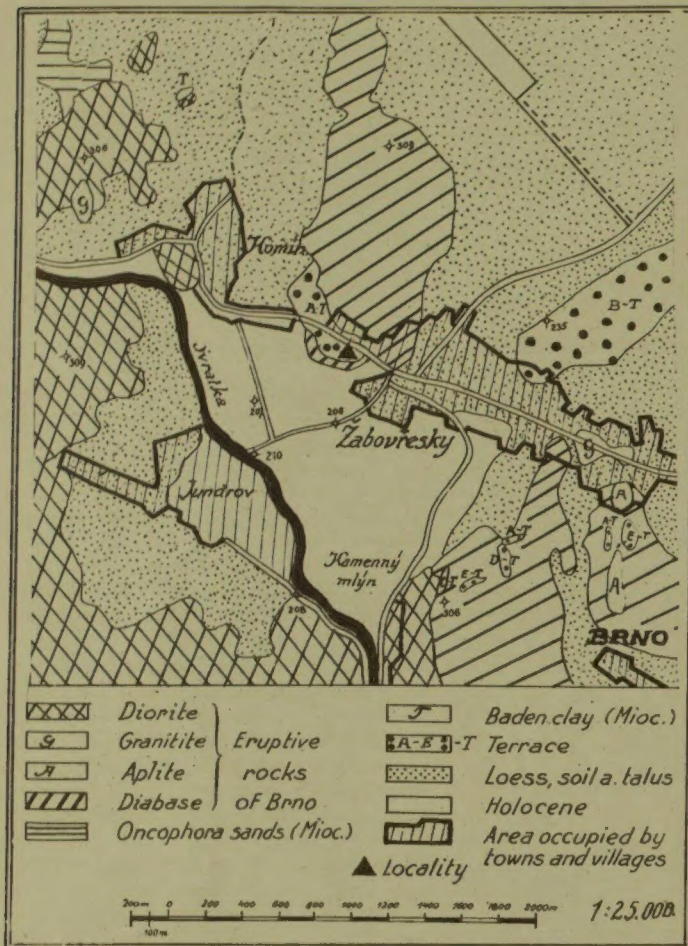 T
306
309
G
Komín
A-T
B-T
235
309
Svratka
207
208
Žabovřesky
G
210
Jundrov
A
A-T
A-T
E-T
D
T
Kamenný
mlýn
E-T
T
A
306
BRNO
208
Diorite
G Granitite
A Aplite
Diabase
Eruptive
rocks
of Brno
Oncophora sands (Mioc.)
T Baden clay (Mioc.)
A-E-T Terrace
Loess, soil a. talus
Holocene
Area occupied by
towns and villages
Locality
200m 0 200 400 600 800 1000 1200 1400 1600 1800 2000m
100m
1:25.000.